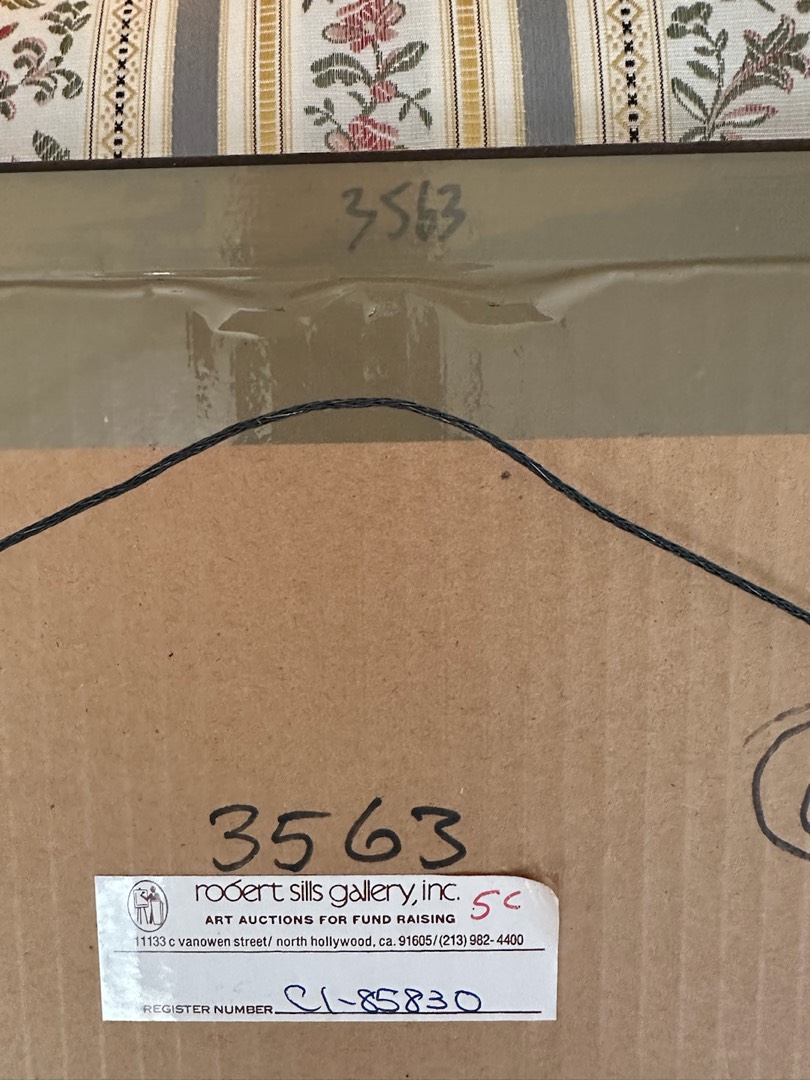 3563
3563
robert sills gallery, inc. 5c
ART AUCTIONS FOR FUND RAISING
11133 c vanowen street/ north hollywood, ca. 91605/(213) 982-4400
REGISTER NUMBER C1-85830